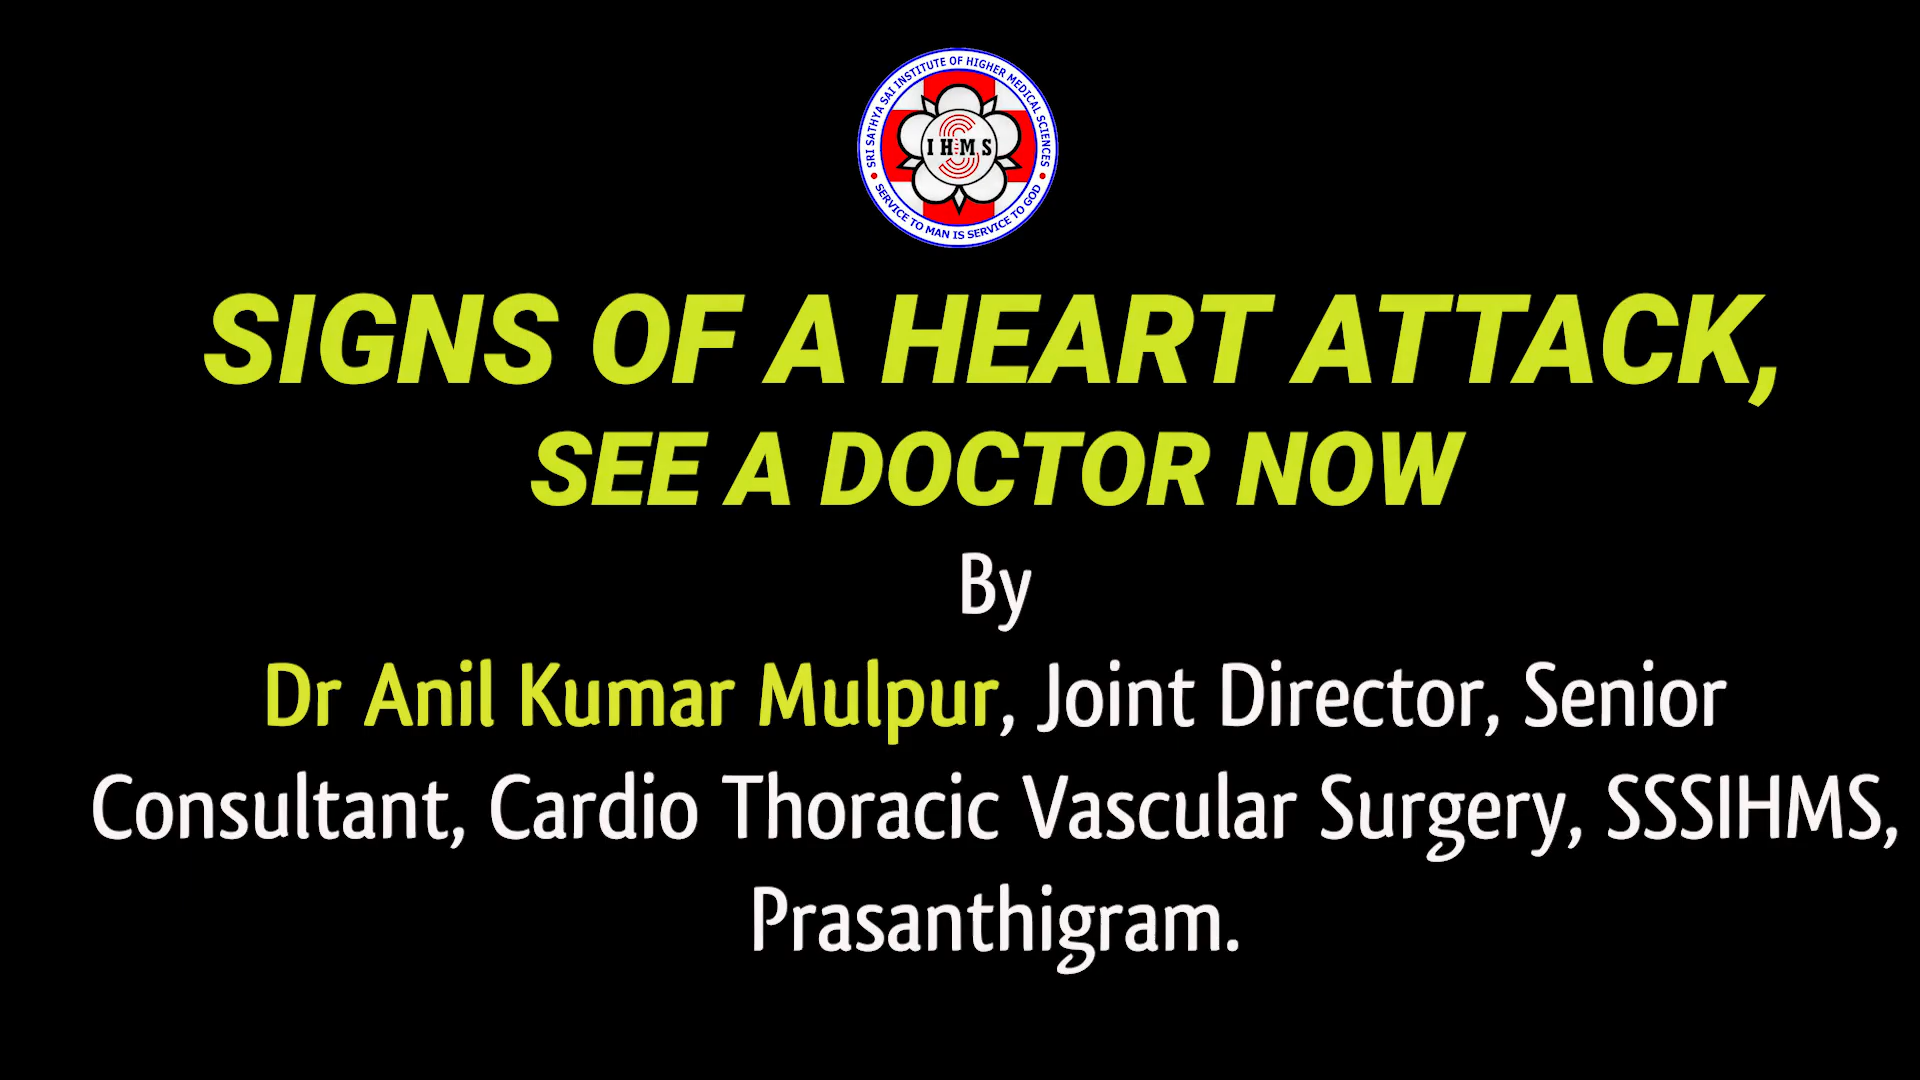 SRI SATHYA SAI INSTITUTE OF HIGHER MEDICAL SCIENCES
IHMS
SERVICE TO MAN IS SERVICE TO GOD
SIGNS OF A HEART ATTACK,
SEE A DOCTOR NOW
By
Dr Anil Kumar Mulpur, Joint Director, Senior
Consultant, Cardio Thoracic Vascular Surgery, SSSIHMS,
Prasanthigram.